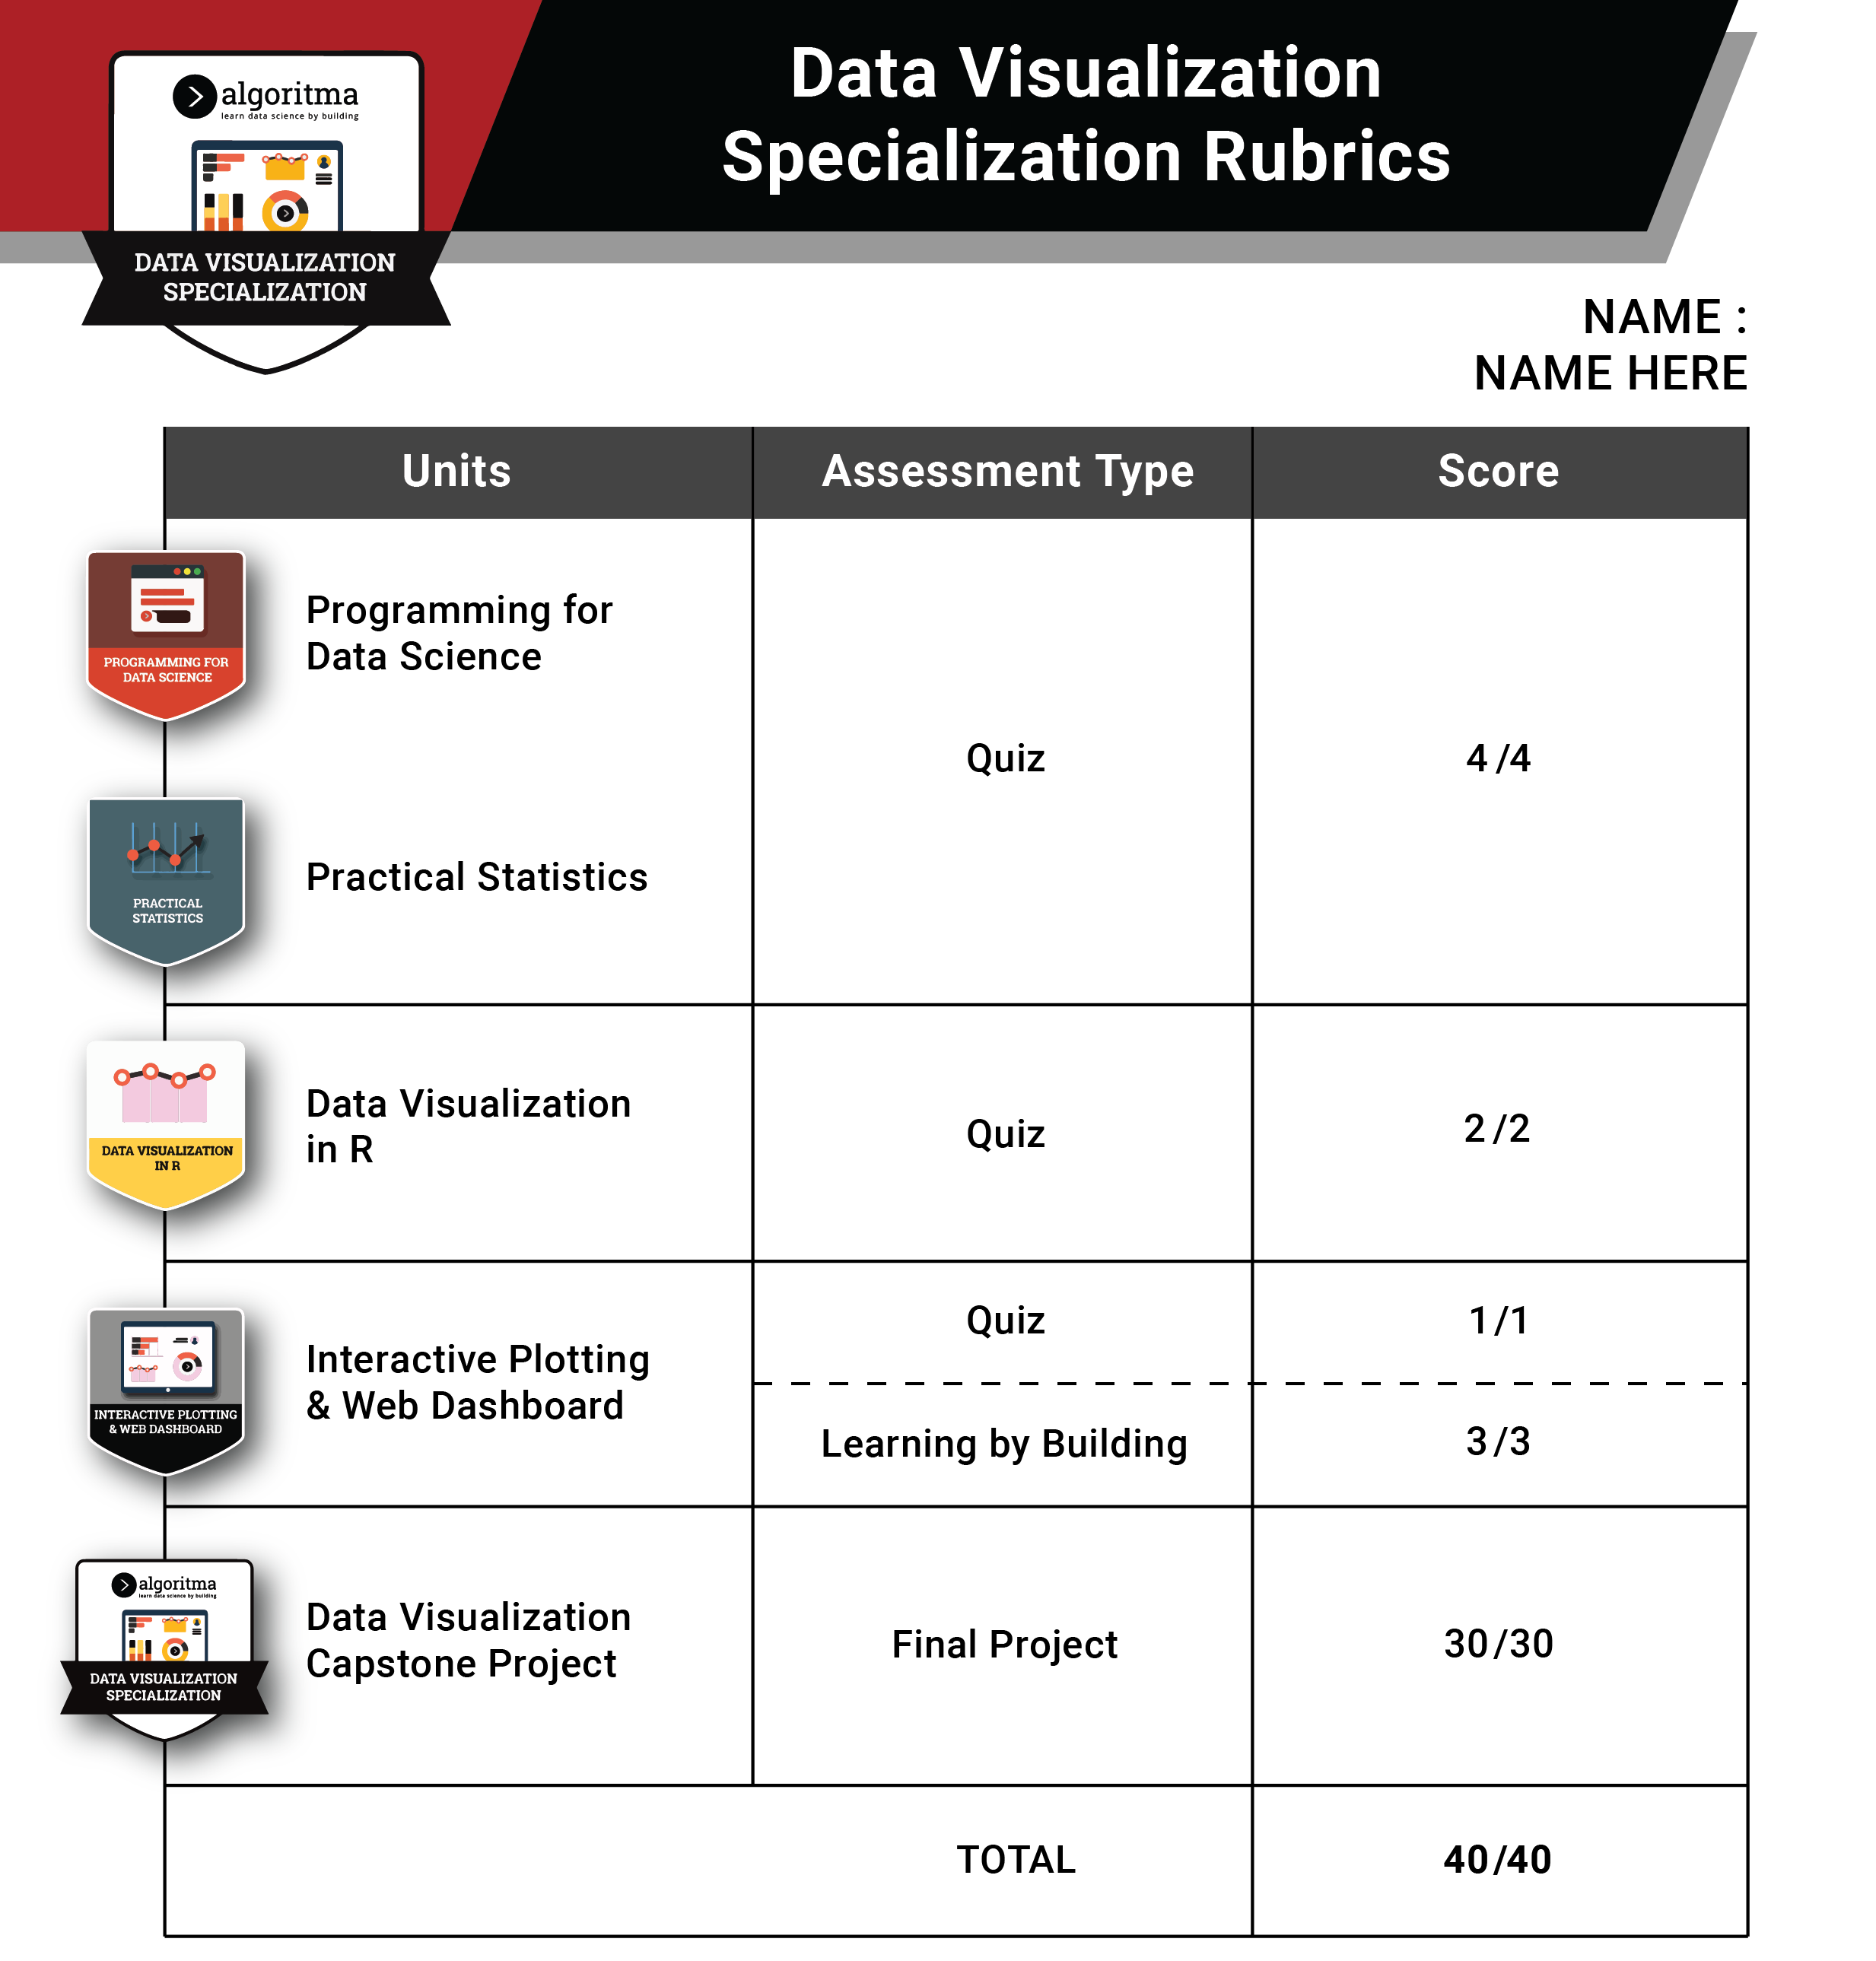 algoritma
learn data science by building
DATA VISUALIZATION
SPECIALIZATION
Data Visualization
Specialization Rubrics
NAME :
NAME HERE
Units
Assessment Type
Score
PROGRAMMING FOR
DATA SCIENCE
Programming for
Data Science
Quiz
4 /4
PRACTICAL
STATISTICS
Practical Statistics
DATA VISUALIZATION
IN R
Data Visualization
in R
Quiz
2 /2
INTERACTIVE PLOTTING
& WEB DASHBOARD
Interactive Plotting
& Web Dashboard
Quiz
1/1
Learning by Building
3/3
algoritma
learn data science by building
DATA VISUALIZATION
SPECIALIZATION
Data Visualization
Capstone Project
Final Project
30/30
TOTAL
40/40